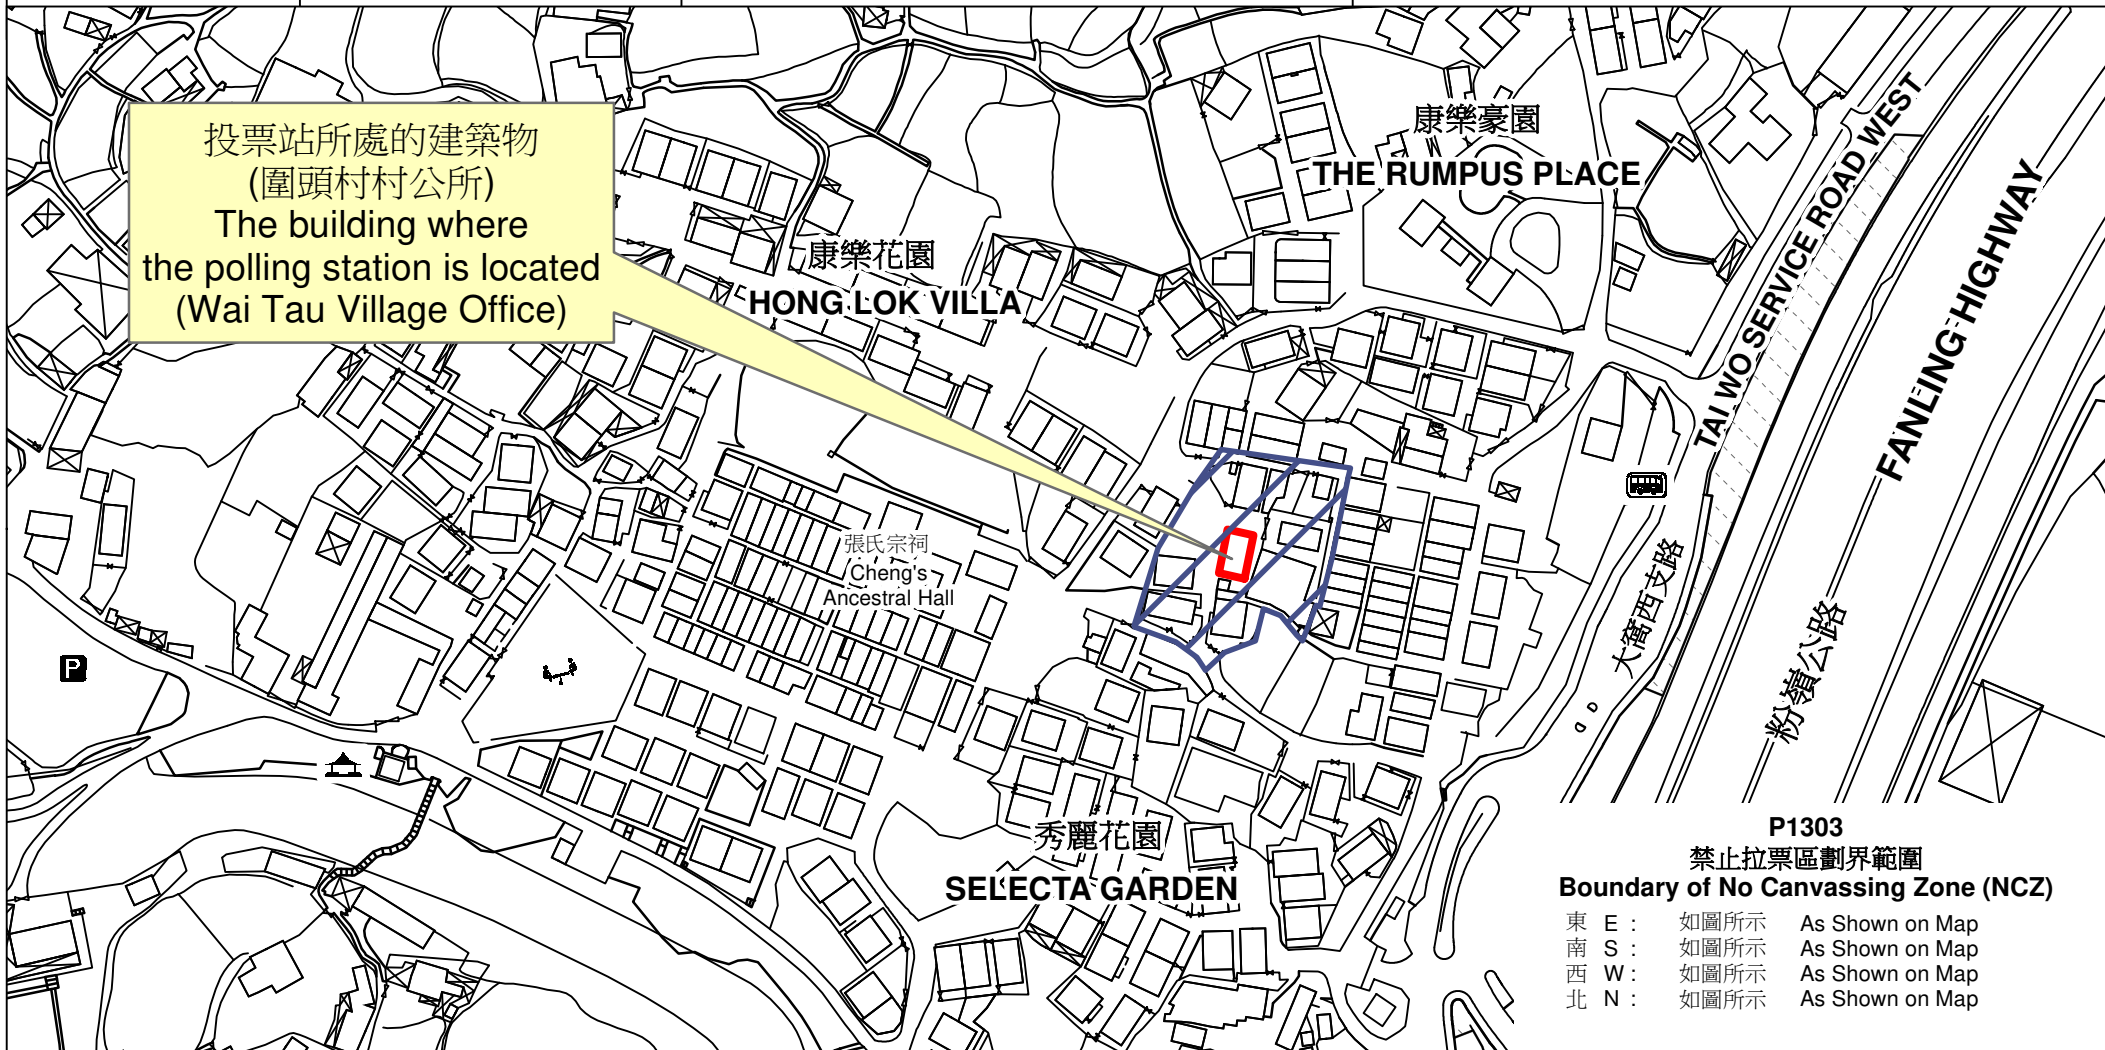 投票站所處的建築物
(圍頭村村公所)
The building where
the polling station is located
(Wai Tau Village Office)
康樂豪園
THE RUMPUS PLACE
康樂花園
HONG LOK VILLA
TAI WO SERVICE ROAD WEST
FANLING HIGHWAY
張氏宗祠
Cheng's
Ancestral Hall
大窩西支路
粉嶺公路
P
秀麗花園
SELECTA GARDEN
P1303
禁止拉票區劃界範圍
Boundary of No Canvassing Zone (NCZ)
東 E : 如圖所示 As Shown on Map
南 S : 如圖所示 As Shown on Map
西 W : 如圖所示 As Shown on Map
北 N : 如圖所示 As Shown on Map